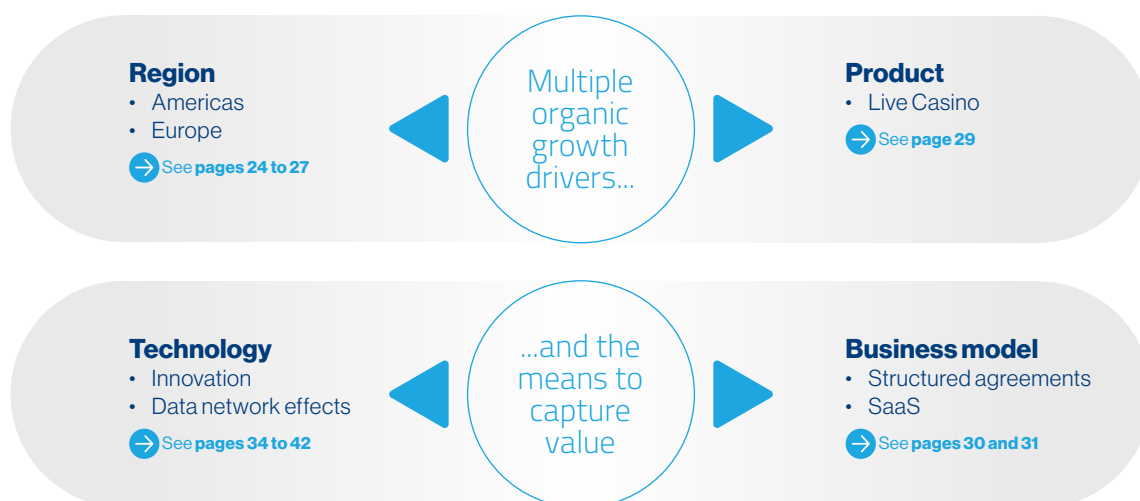 Region
• Americas
• Europe
See pages 24 to 27
Multiple
organic
growth
drivers...
Product
• Live Casino
See page 29
Technology
• Innovation
• Data network effects
See pages 34 to 42
...and the
means to
capture
value
Business model
• Structured agreements
• SaaS
See pages 30 and 31